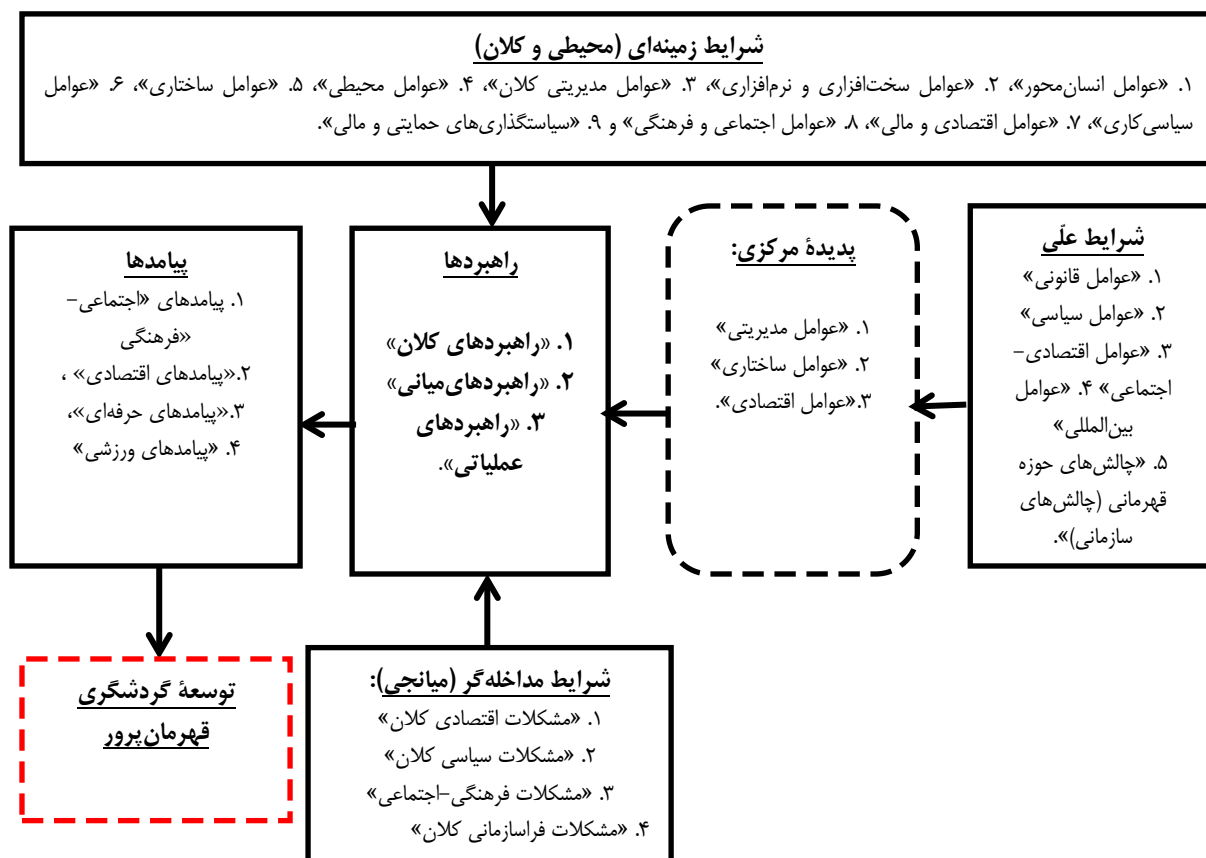 شرایط زمینه‌ای (محیطی و کلان)
۱. «عوامل انسان‌محور»، ۲. «عوامل سخت‌افزاری و نرم‌افزاری»، ۳. «عوامل مدیریتی کلان»، ۴. «عوامل محیطی»، ۵. «عوامل ساختاری»، ۶. «عوامل
سیاسی‌کاری»، ۷. «عوامل اقتصادی و مالی»، ۸. «عوامل اجتماعی و فرهنگی» و ۹. «سیاستگذاری‌های حمایتی و مالی».
شرایط علّی
۱. «عوامل قانونی»
۲. «عوامل سیاسی»
۳. «عوامل اقتصادی–
اجتماعی» ۴. «عوامل
بین‌المللی»
۵. «چالش‌های حوزه
قهرمانی (چالش‌های
سازمانی)».
پدیدۀ مرکزی:
۱. «عوامل مدیریتی»
۲. «عوامل ساختاری»
۳.«عوامل اقتصادی».
راهبردها
۱. «راهبردهای کلان»
۲. «راهبردهای‌میانی»
۳. «راهبردهای
عملیاتی».
پیامدها
۱. پیامدهای «اجتماعی–
فرهنگی»
۲.«پیامدهای اقتصادی» ،
۳.«پیامدهای حرفه‌ای»،
۴. «پیامدهای ورزشی»
شرایط مداخله‌گر (میانجی):
۱. «مشکلات اقتصادی کلان»
۲. «مشکلات سیاسی کلان»
۳. «مشکلات فرهنگی–اجتماعی»
۴. «مشکلات فراسازمانی کلان»
توسعۀ گردشگری
قهرمان‌پرور